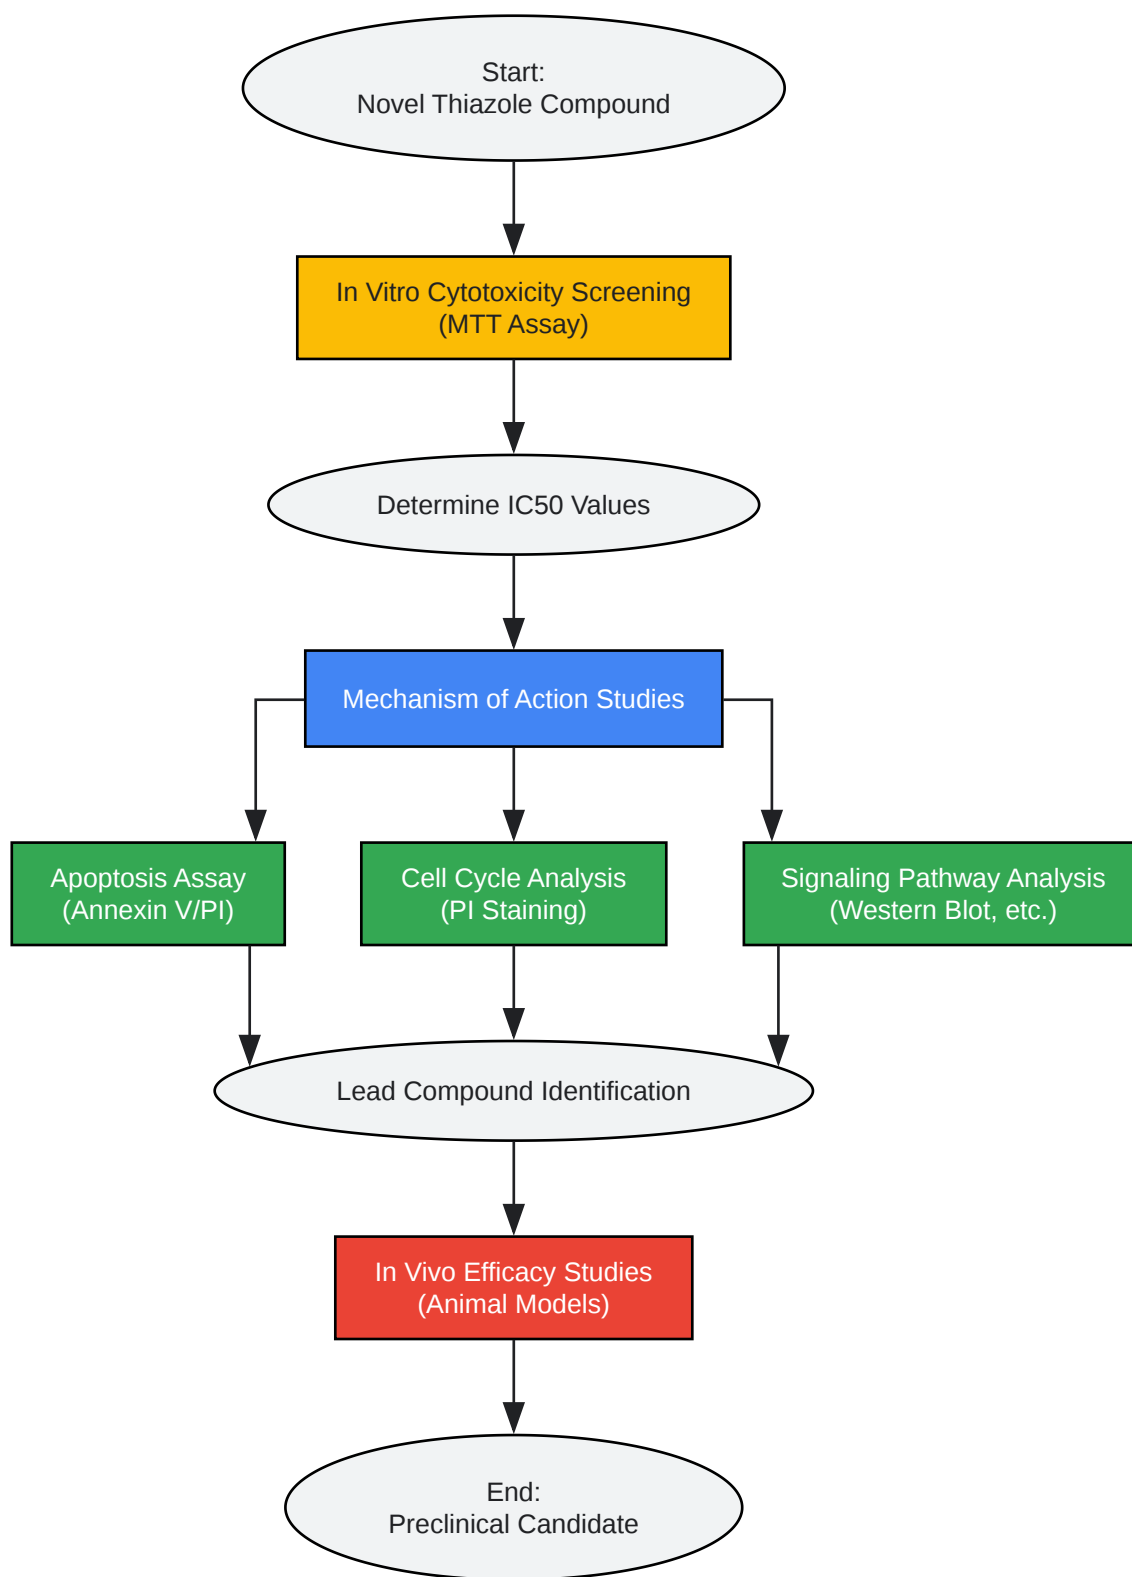 Start:
Novel Thiazole Compound
In Vitro Cytotoxicity Screening
(MTT Assay)
Determine IC50 Values
Mechanism of Action Studies
Apoptosis Assay
(Annexin V/PI)
Cell Cycle Analysis
(PI Staining)
Signaling Pathway Analysis
(Western Blot, etc.)
Lead Compound Identification
In Vivo Efficacy Studies
(Animal Models)
End:
Preclinical Candidate